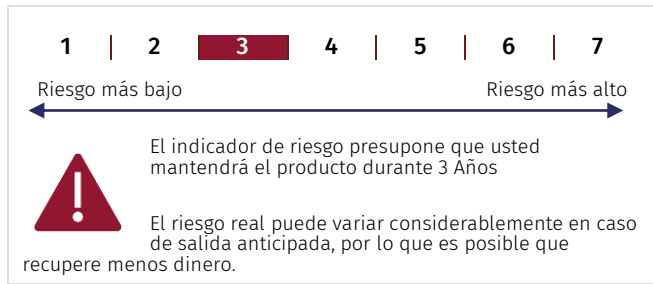 1 | 2 | 3 | 4 | 5 | 6 | 7
Riesgo más bajo Riesgo más alto
El indicador de riesgo presupone que usted
mantendrá el producto durante 3 Años
El riesgo real puede variar considerablemente en caso
de salida anticipada, por lo que es posible que
recupere menos dinero.